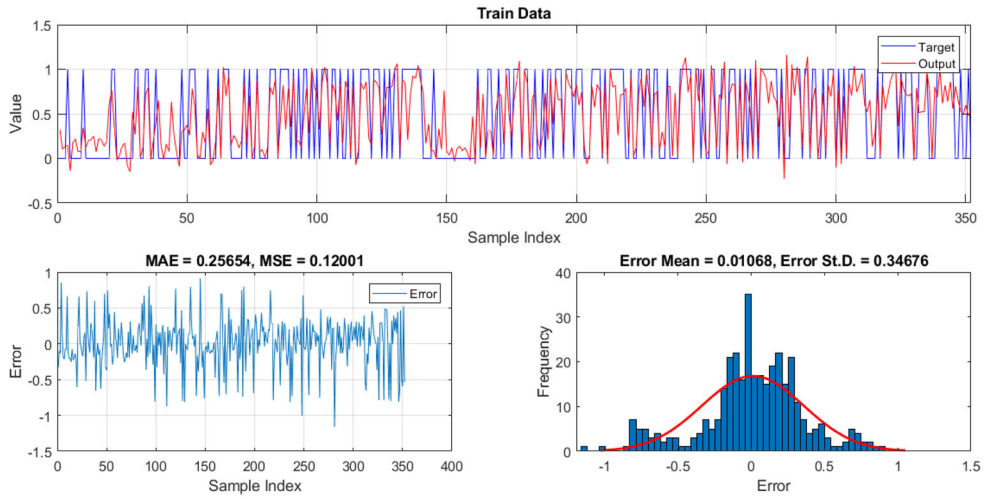 Train Data
1.5
1
0.5
0
-0.5
Value
Target
Output
0 50 100 150 200 250 300 350
Sample Index
MAE = 0.25654, MSE = 0.12001
1
0.5
0
-0.5
-1
-1.5
Error
Error
0 50 100 150 200 250 300 350 400
Sample Index
Error Mean = 0.01068, Error St.D. = 0.34676
40
30
20
10
0
Frequency
-1 -0.5 0 0.5 1 1.5
Error